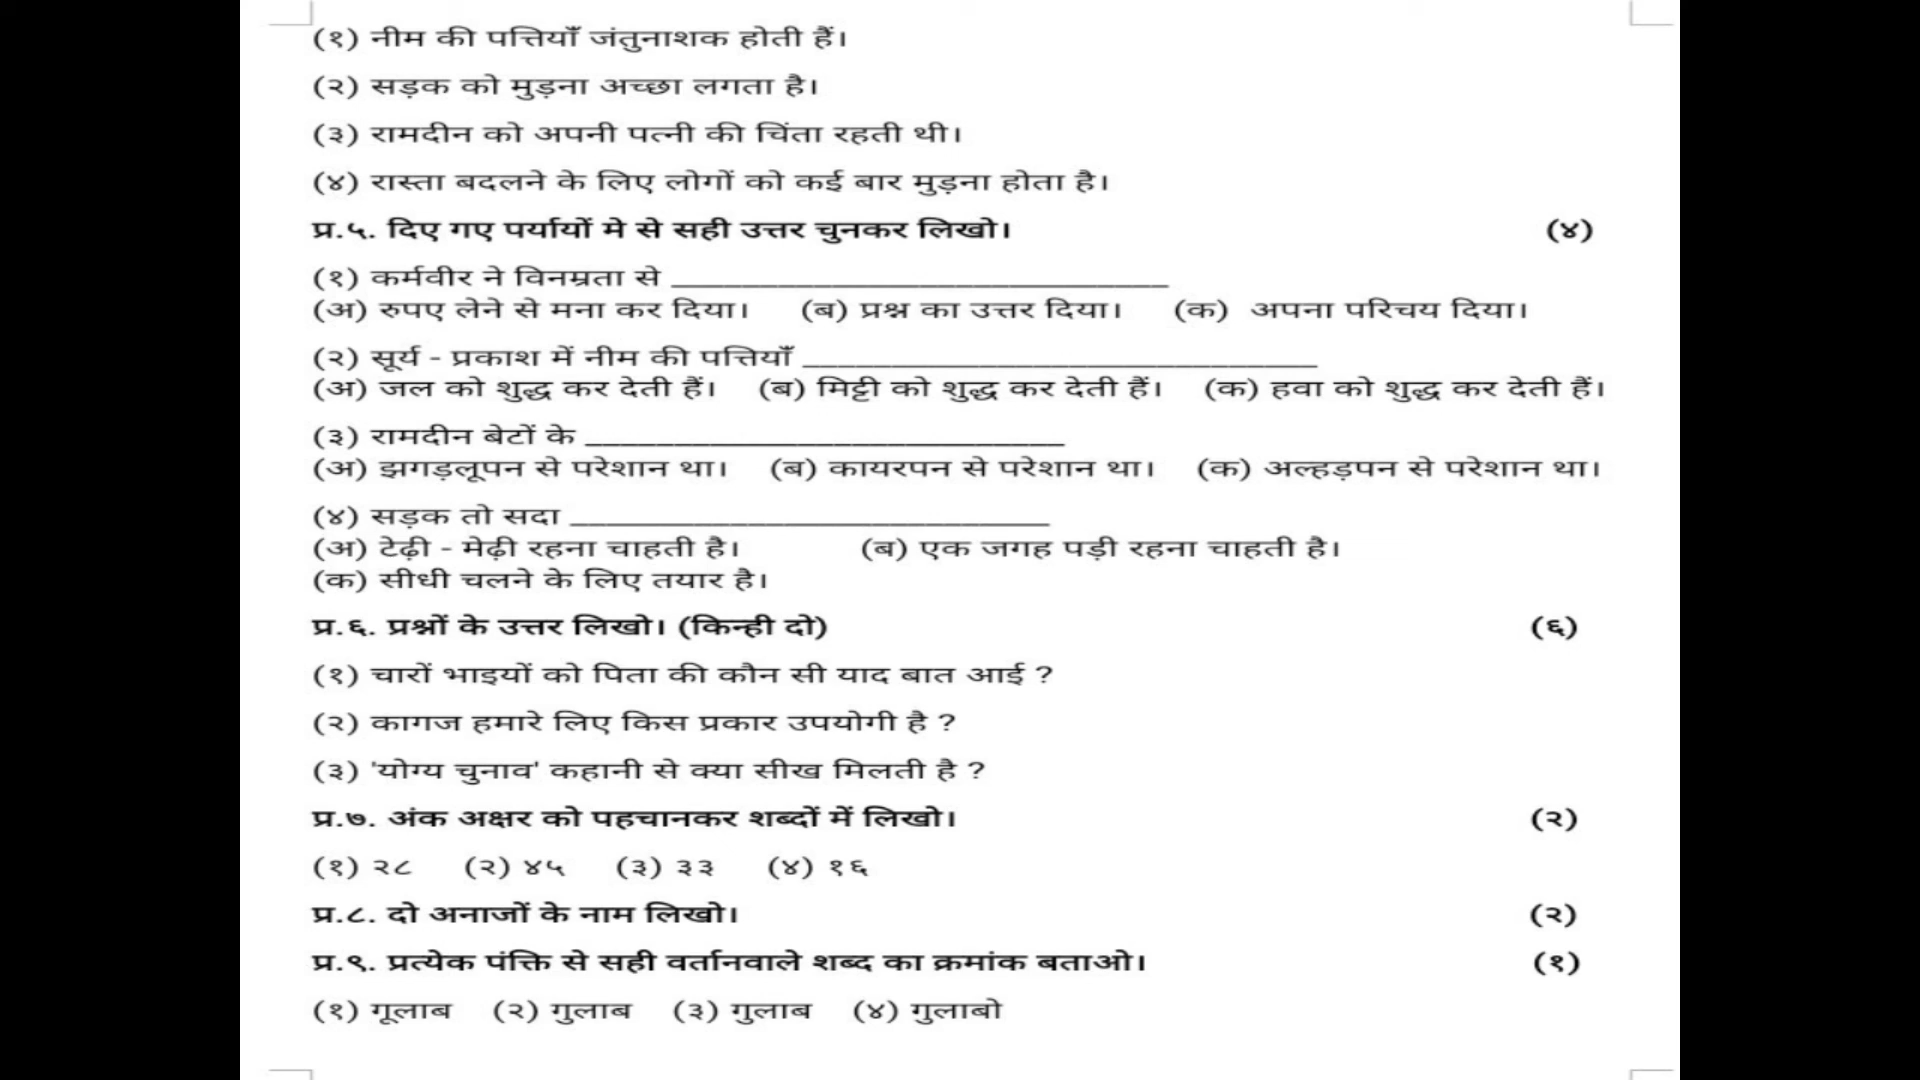 (१) नीम की पत्तियाँ जंतुनाशक होती हैं।
(२) सड़क को मुड़ना अच्छा लगता है।
(३) रामदीन को अपनी पत्नी की चिंता रहती थी।
(४) रास्ता बदलने के लिए लोगों को कई बार मुड़ना होता है।
प्र.५. दिए गए पर्यायों मे से सही उत्तर चुनकर लिखो। (४)
(१) कर्मवीर ने विनम्रता से ______________________________
(अ) रुपए लेने से मना कर दिया। (ब) प्रश्न का उत्तर दिया। (क) अपना परिचय दिया।
(२) सूर्य - प्रकाश में नीम की पत्तियाँ ______________________________
(अ) जल को शुद्ध कर देती हैं। (ब) मिट्टी को शुद्ध कर देती हैं। (क) हवा को शुद्ध कर देती हैं।
(३) रामदीन बेटों के ____________________________
(अ) झगड़लूपन से परेशान था। (ब) कायरपन से परेशान था। (क) अल्हड़पन से परेशान था।
(४) सड़क तो सदा ____________________________
(अ) टेढ़ी - मेढ़ी रहना चाहती है। (ब) एक जगह पड़ी रहना चाहती है।
(क) सीधी चलने के लिए तयार है।
प्र.६. प्रश्नों के उत्तर लिखो। (किन्ही दो) (६)
(१) चारों भाइयों को पिता की कौन सी याद बात आई ?
(२) कागज हमारे लिए किस प्रकार उपयोगी है ?
(३) 'योग्य चुनाव' कहानी से क्या सीख मिलती है ?
प्र.७. अंक अक्षर को पहचानकर शब्दों में लिखो। (२)
(१) २८ (२) ४५ (३) ३३ (४) १६
प्र.८. दो अनाजों के नाम लिखो। (२)
प्र.९. प्रत्येक पंक्ति से सही वर्तानवाले शब्द का क्रमांक बताओ। (१)
(१) गूलाब (२) गुलाब (३) गुलाब (४) गुलाबो